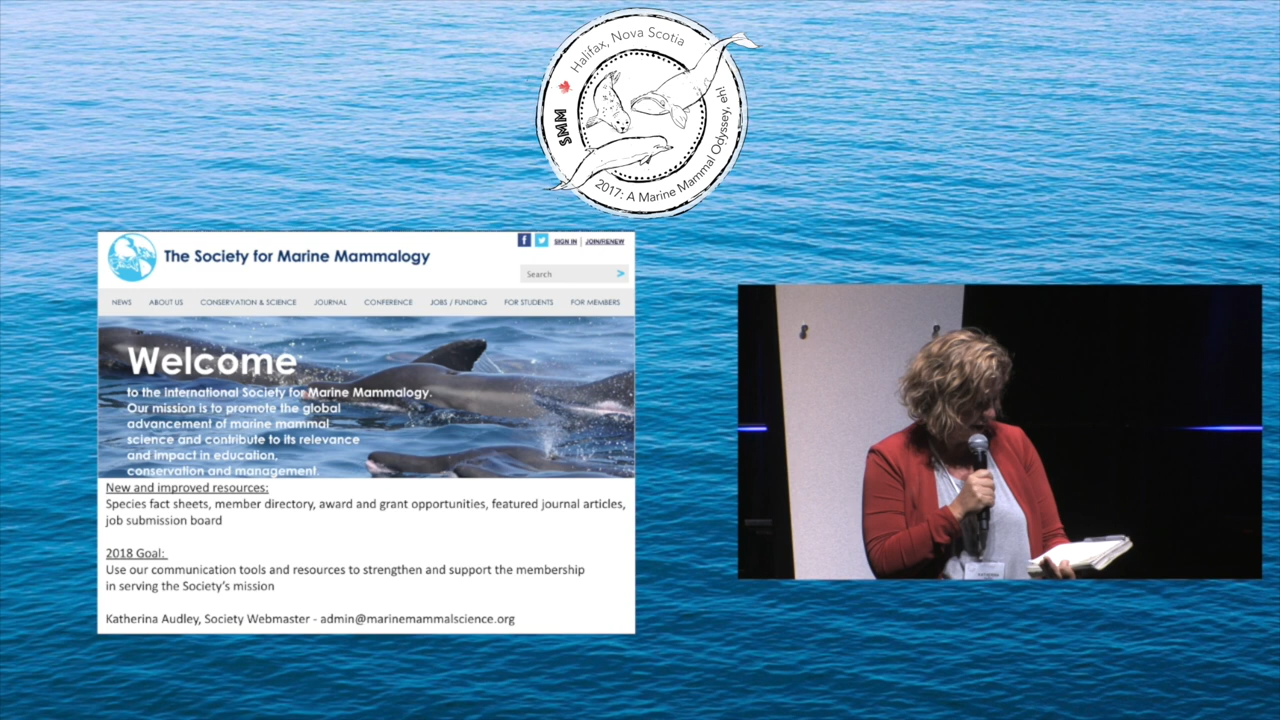 Halifax, Nova Scotia
SMM
2017: A Marine Mammal Odyssey, eh!
The Society for Marine Mammalogy
f
SIGN IN | JOIN/RENEW
Search >
NEWS ABOUT US CONSERVATION & SCIENCE JOURNAL CONFERENCE JOBS / FUNDING FOR STUDENTS FOR MEMBERS
Welcome
to the international Society for Marine Mammalogy.
Our mission is to promote the global
advancement of marine mammal
science and contribute to its relevance
and impact in education,
conservation and management.
New and improved resources:
Species fact sheets, member directory, award and grant opportunities, featured journal articles,
job submission board
2018 Goal:
Use our communication tools and resources to strengthen and support the membership
in serving the Society's mission
Katherina Audley, Society Webmaster - admin@marinemammalscience.org